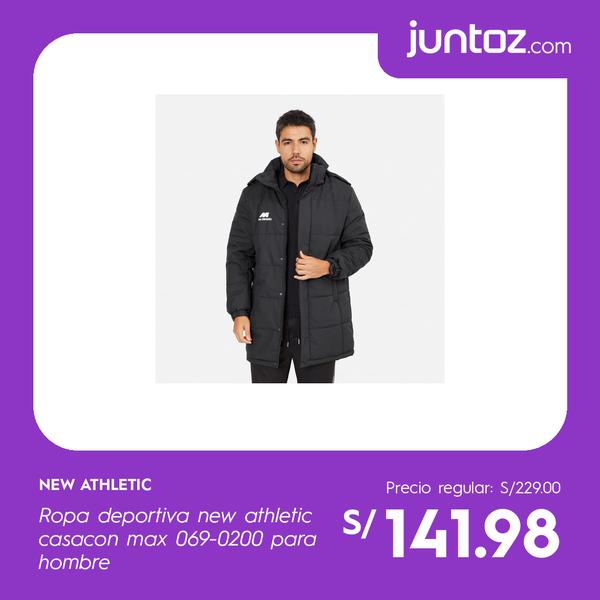 juntoz.com
NEW ATHLETIC
Precio regular: S/229.00
Ropa deportiva new athletic
casacon max 069-0200 para
hombre
S/141.98